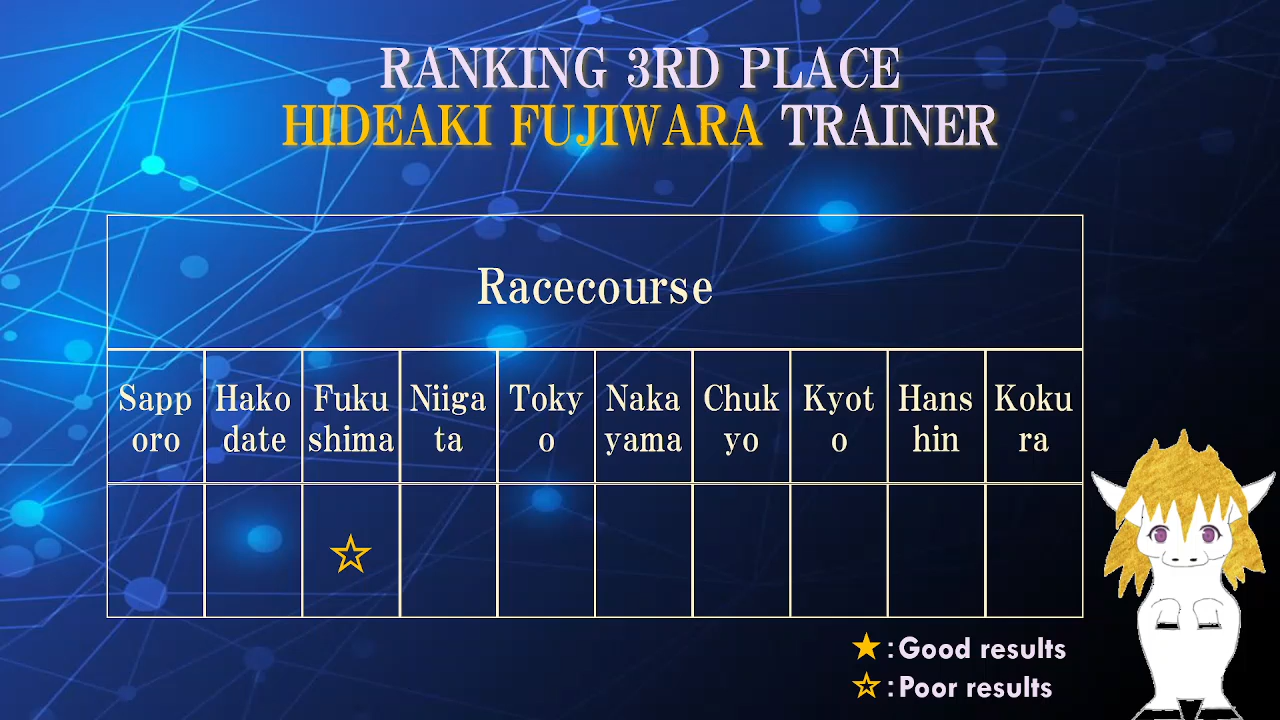 RANKING 3RD PLACE
HIDEAKI FUJIWARA TRAINER
Racecourse
Sapp
oro
Hako
date
Fuku
shima
Niiga
ta
Toky
o
Naka
yama
Chuk
yo
Kyot
o
Hans
hin
Koku
ra
☆
★:Good results
☆:Poor results